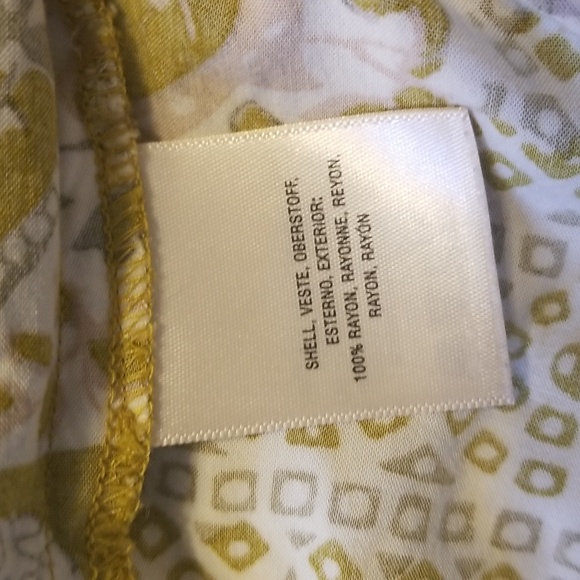 SHELL, VESTE, OBERSTOFF,
ESTERNO, EXTERIOR:
100% RAYON, RAYONNE, REYON,
RAYON, RAYÓN